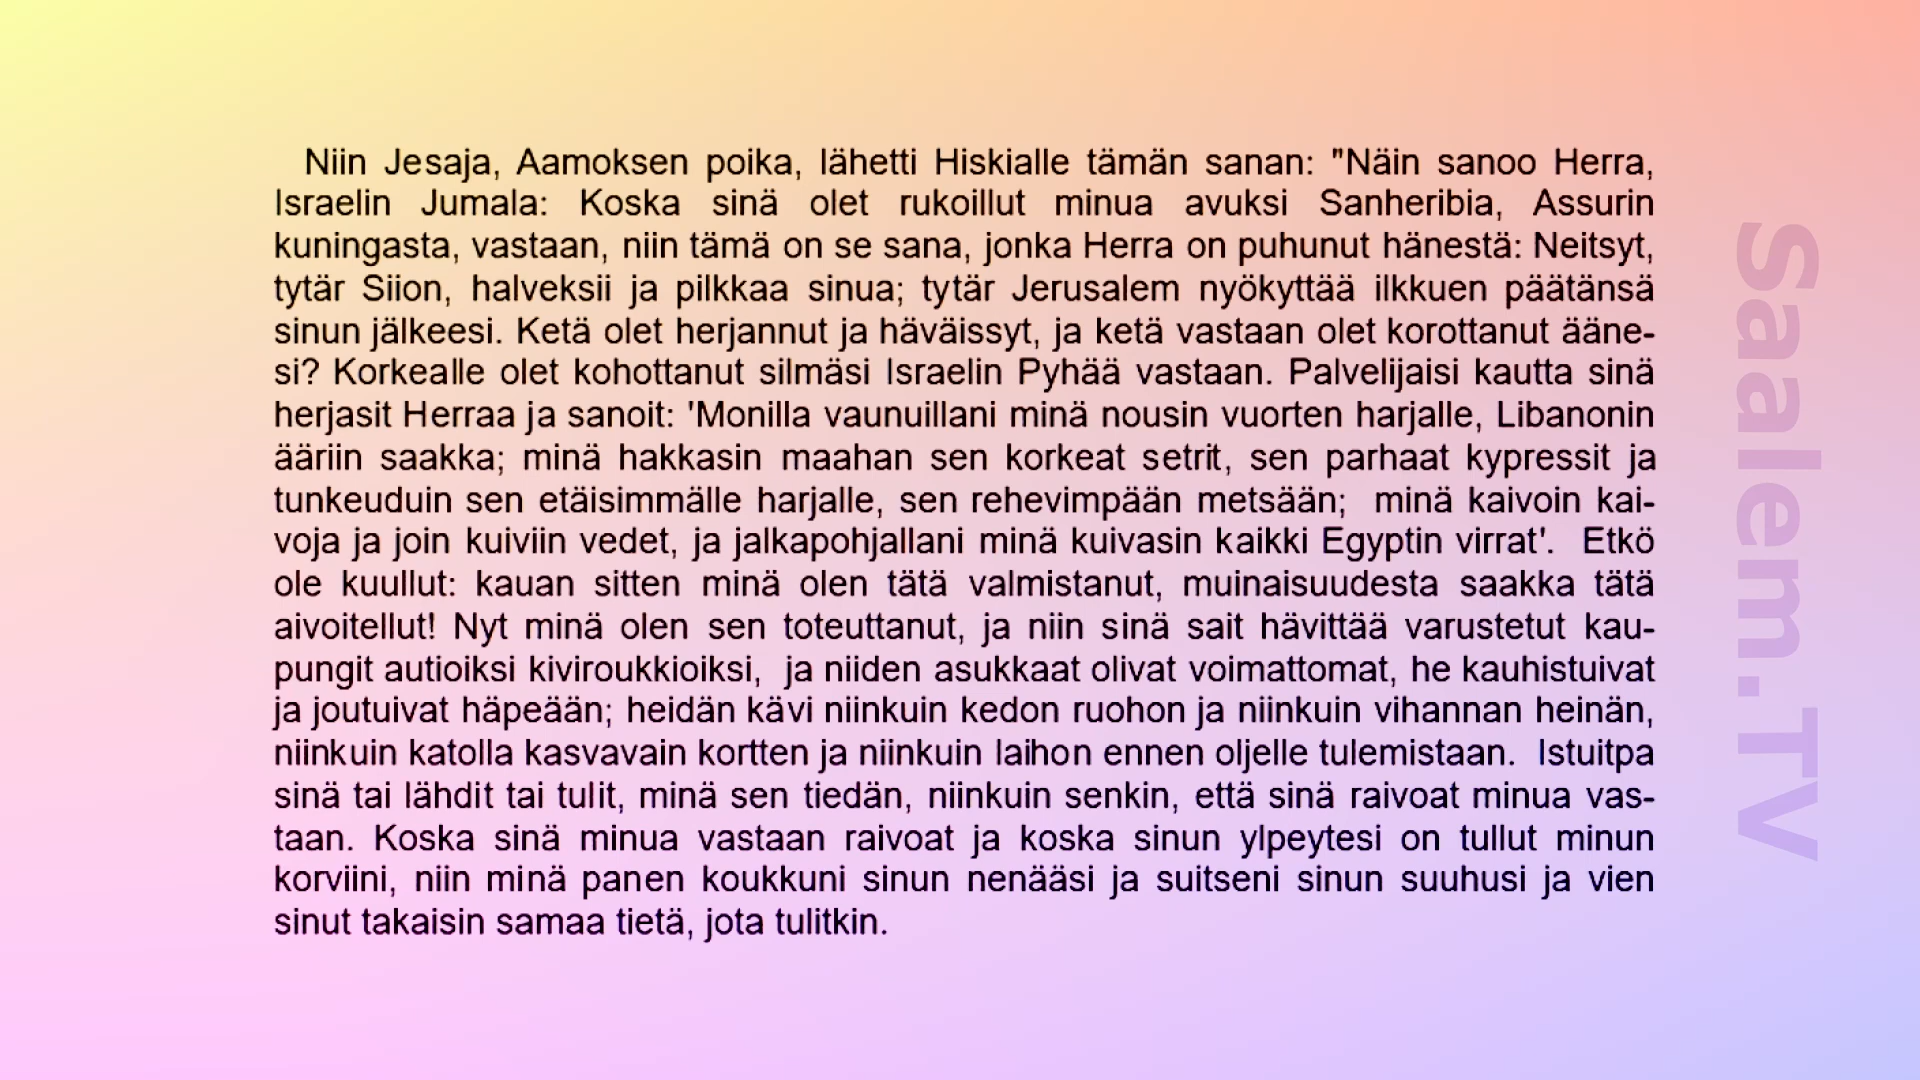 Niin Jesaja, Aamoksen poika, lähetti Hiskialle tämän sanan: "Näin sanoo Herra,
Israelin Jumala: Koska sinä olet rukoillut minua avuksi Sanheribia, Assurin
kuningasta, vastaan, niin tämä on se sana, jonka Herra on puhunut hänestä: Neitsyt,
tytär Siion, halveksii ja pilkkaa sinua; tytär Jerusalem nyökyttää ilkkuen päätänsä
sinun jälkeesi. Ketä olet herjannut ja häväissyt, ja ketä vastaan olet korottanut ääne-
si? Korkealle olet kohottanut silmäsi Israelin Pyhää vastaan. Palvelijaisi kautta sinä
herjasit Herraa ja sanoit: 'Monilla vaunuillani minä nousin vuorten harjalle, Libanonin
ääriin saakka; minä hakkasin maahan sen korkeat setrit, sen parhaat kypressit ja
tunkeuduin sen etäisimmälle harjalle, sen rehevimpään metsään; minä kaivoin kai-
voja ja join kuiviin vedet, ja jalkapohjallani minä kuivasin kaikki Egyptin virrat'. Etkö
ole kuullut: kauan sitten minä olen tätä valmistanut, muinaisuudesta saakka tätä
aivoitellut! Nyt minä olen sen toteuttanut, ja niin sinä sait hävittää varustetut kau-
pungit autioiksi kiviroukkioiksi, ja niiden asukkaat olivat voimattomat, he kauhistuivat
ja joutuivat häpeään; heidän kävi niinkuin kedon ruohon ja niinkuin vihannan heinän,
niinkuin katolla kasvavain kortten ja niinkuin laihon ennen oljelle tulemistaan. Istuitpa
sinä tai lähdit tai tulit, minä sen tiedän, niinkuin senkin, että sinä raivoat minua vas-
taan. Koska sinä minua vastaan raivoat ja koska sinun ylpeytesi on tullut minun
korviini, niin minä panen koukkuni sinun nenääsi ja suitseni sinun suuhusi ja vien
sinut takaisin samaa tietä, jota tulitkin.
Saalem.TV